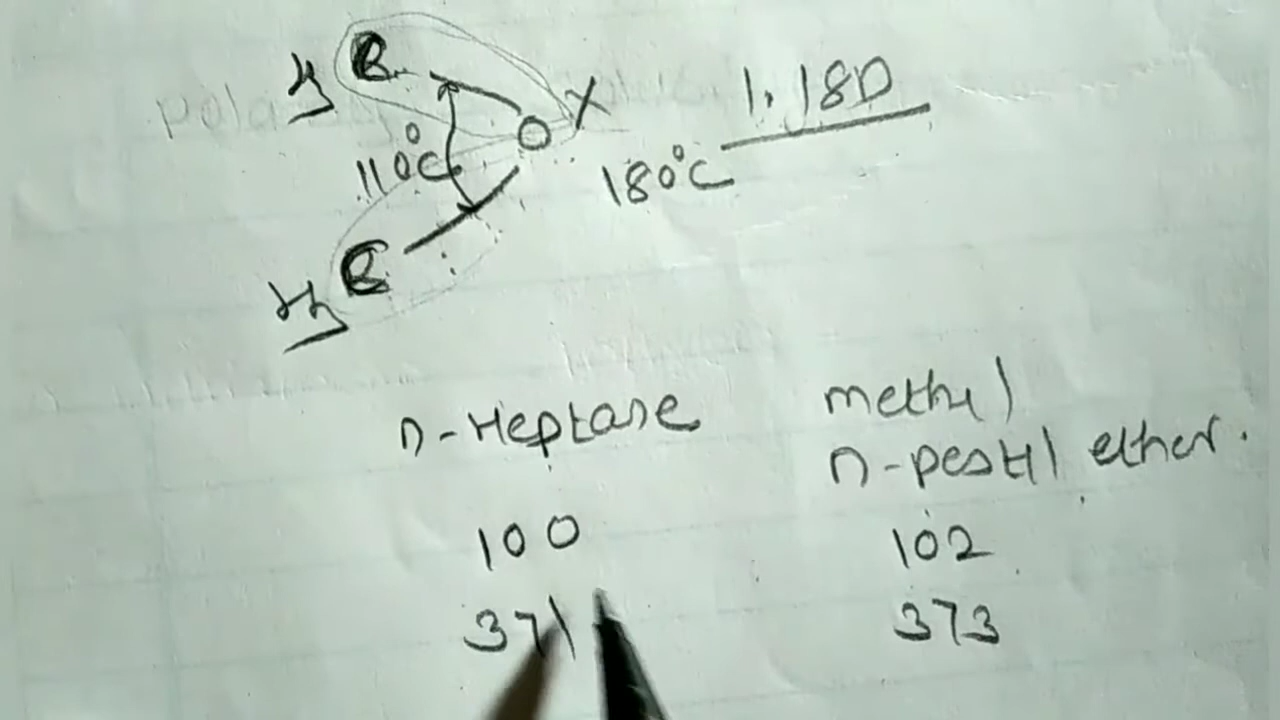 R
O
1.18D
110°C
180°C
R
n-Heptane
methyl
n-pentyl ether.
100
102
371
373